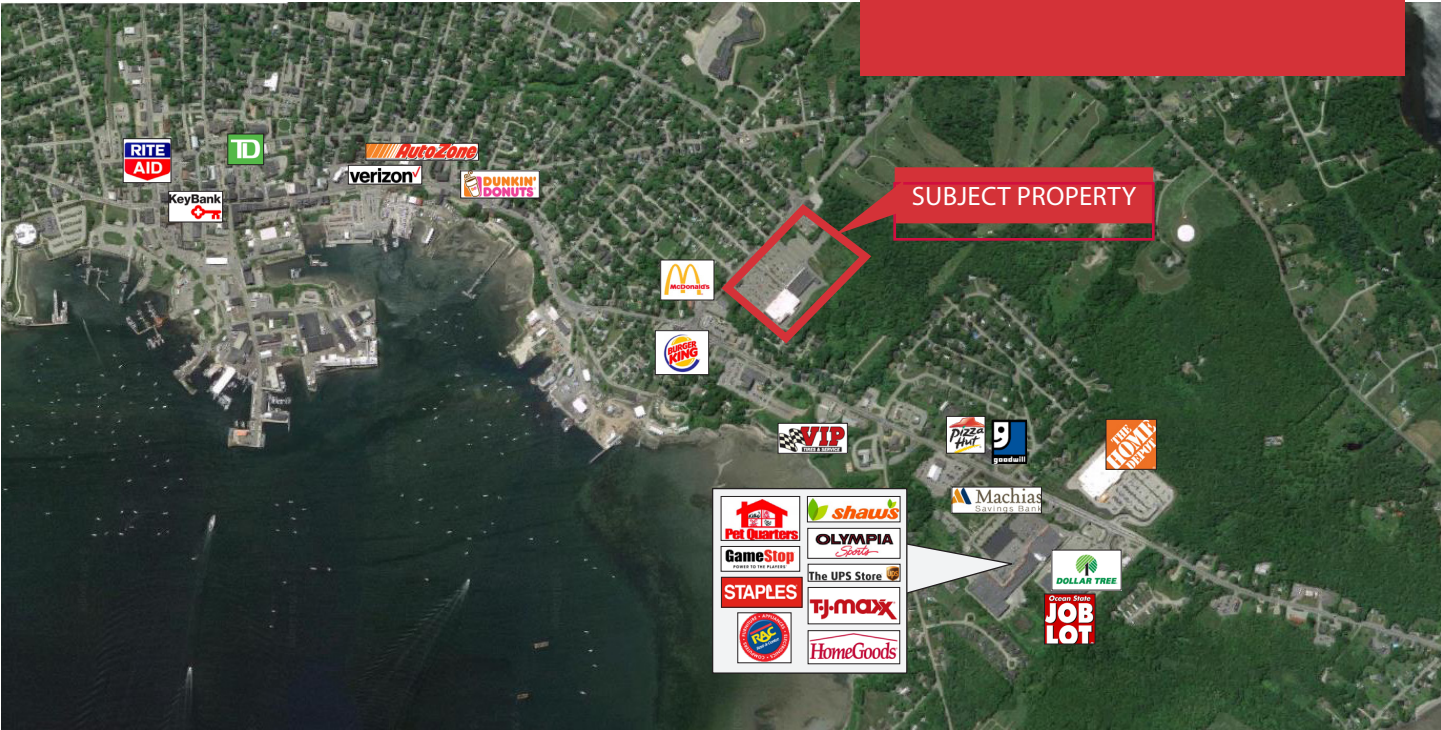 RITE
AID
TD
AutoZone
verizon
KeyBank
DUNKIN'
DONUTS
SUBJECT PROPERTY
McDonald's
BURGER
KING
VIP
TIRES & SERVICE
Pizza
Hut
goodwill
THE
HOME
DEPOT
Machias
Savings Bank
Pet Quarters
GameStop
POWER TO THE PLAYERS
STAPLES
RAC
shaw's
OLYMPIA
Sports
The UPS Store
T.J.maxx
HomeGoods
DOLLAR TREE
Ocean State
JOB
LOT